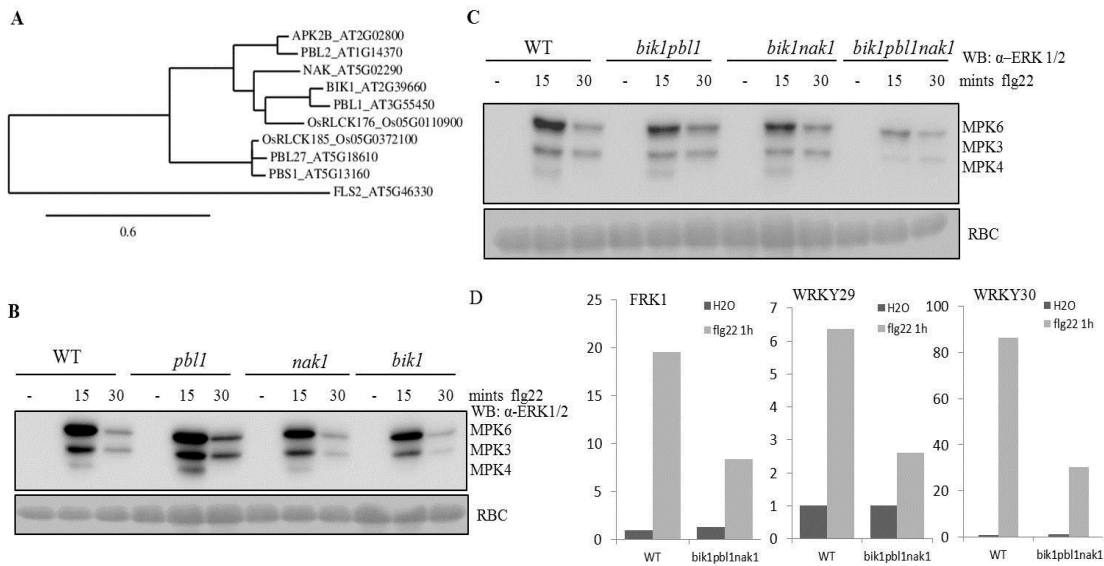 A
APK2B_AT2G02800
PBL2_AT1G14370
NAK_AT5G02290
BIK1_AT2G39660
PBL1_AT3G55450
OsRLCK176_Os05G0110900
OsRLCK185_Os05G0372100
PBL27_AT5G18610
PBS1_AT5G13160
FLS2_AT5G46330
0.6
B
WT pbl1 nak1 bik1
- 15 30 - 15 30 - 15 30 - 15 30 mints flg22
WB: α-ERK1/2
MPK6
MPK3
MPK4
RBC
C
WT bik1pbl1 bik1nak1 bik1pbl1nak1
WB: α–ERK 1/2
- 15 30 - 15 30 - 15 30 - 15 30 mints flg22
MPK6
MPK3
MPK4
RBC
D
FRK1
H2O
flg22 1h
25
20
15
10
5
0
WT bik1pbl1nak1
WRKY29
H2O
flg22 1h
8
7
6
5
4
3
2
1
0
WT bik1pbl1nak1
WRKY30
H2O
flg22 1h
100
80
60
40
20
0
WT bik1pbl1nak1